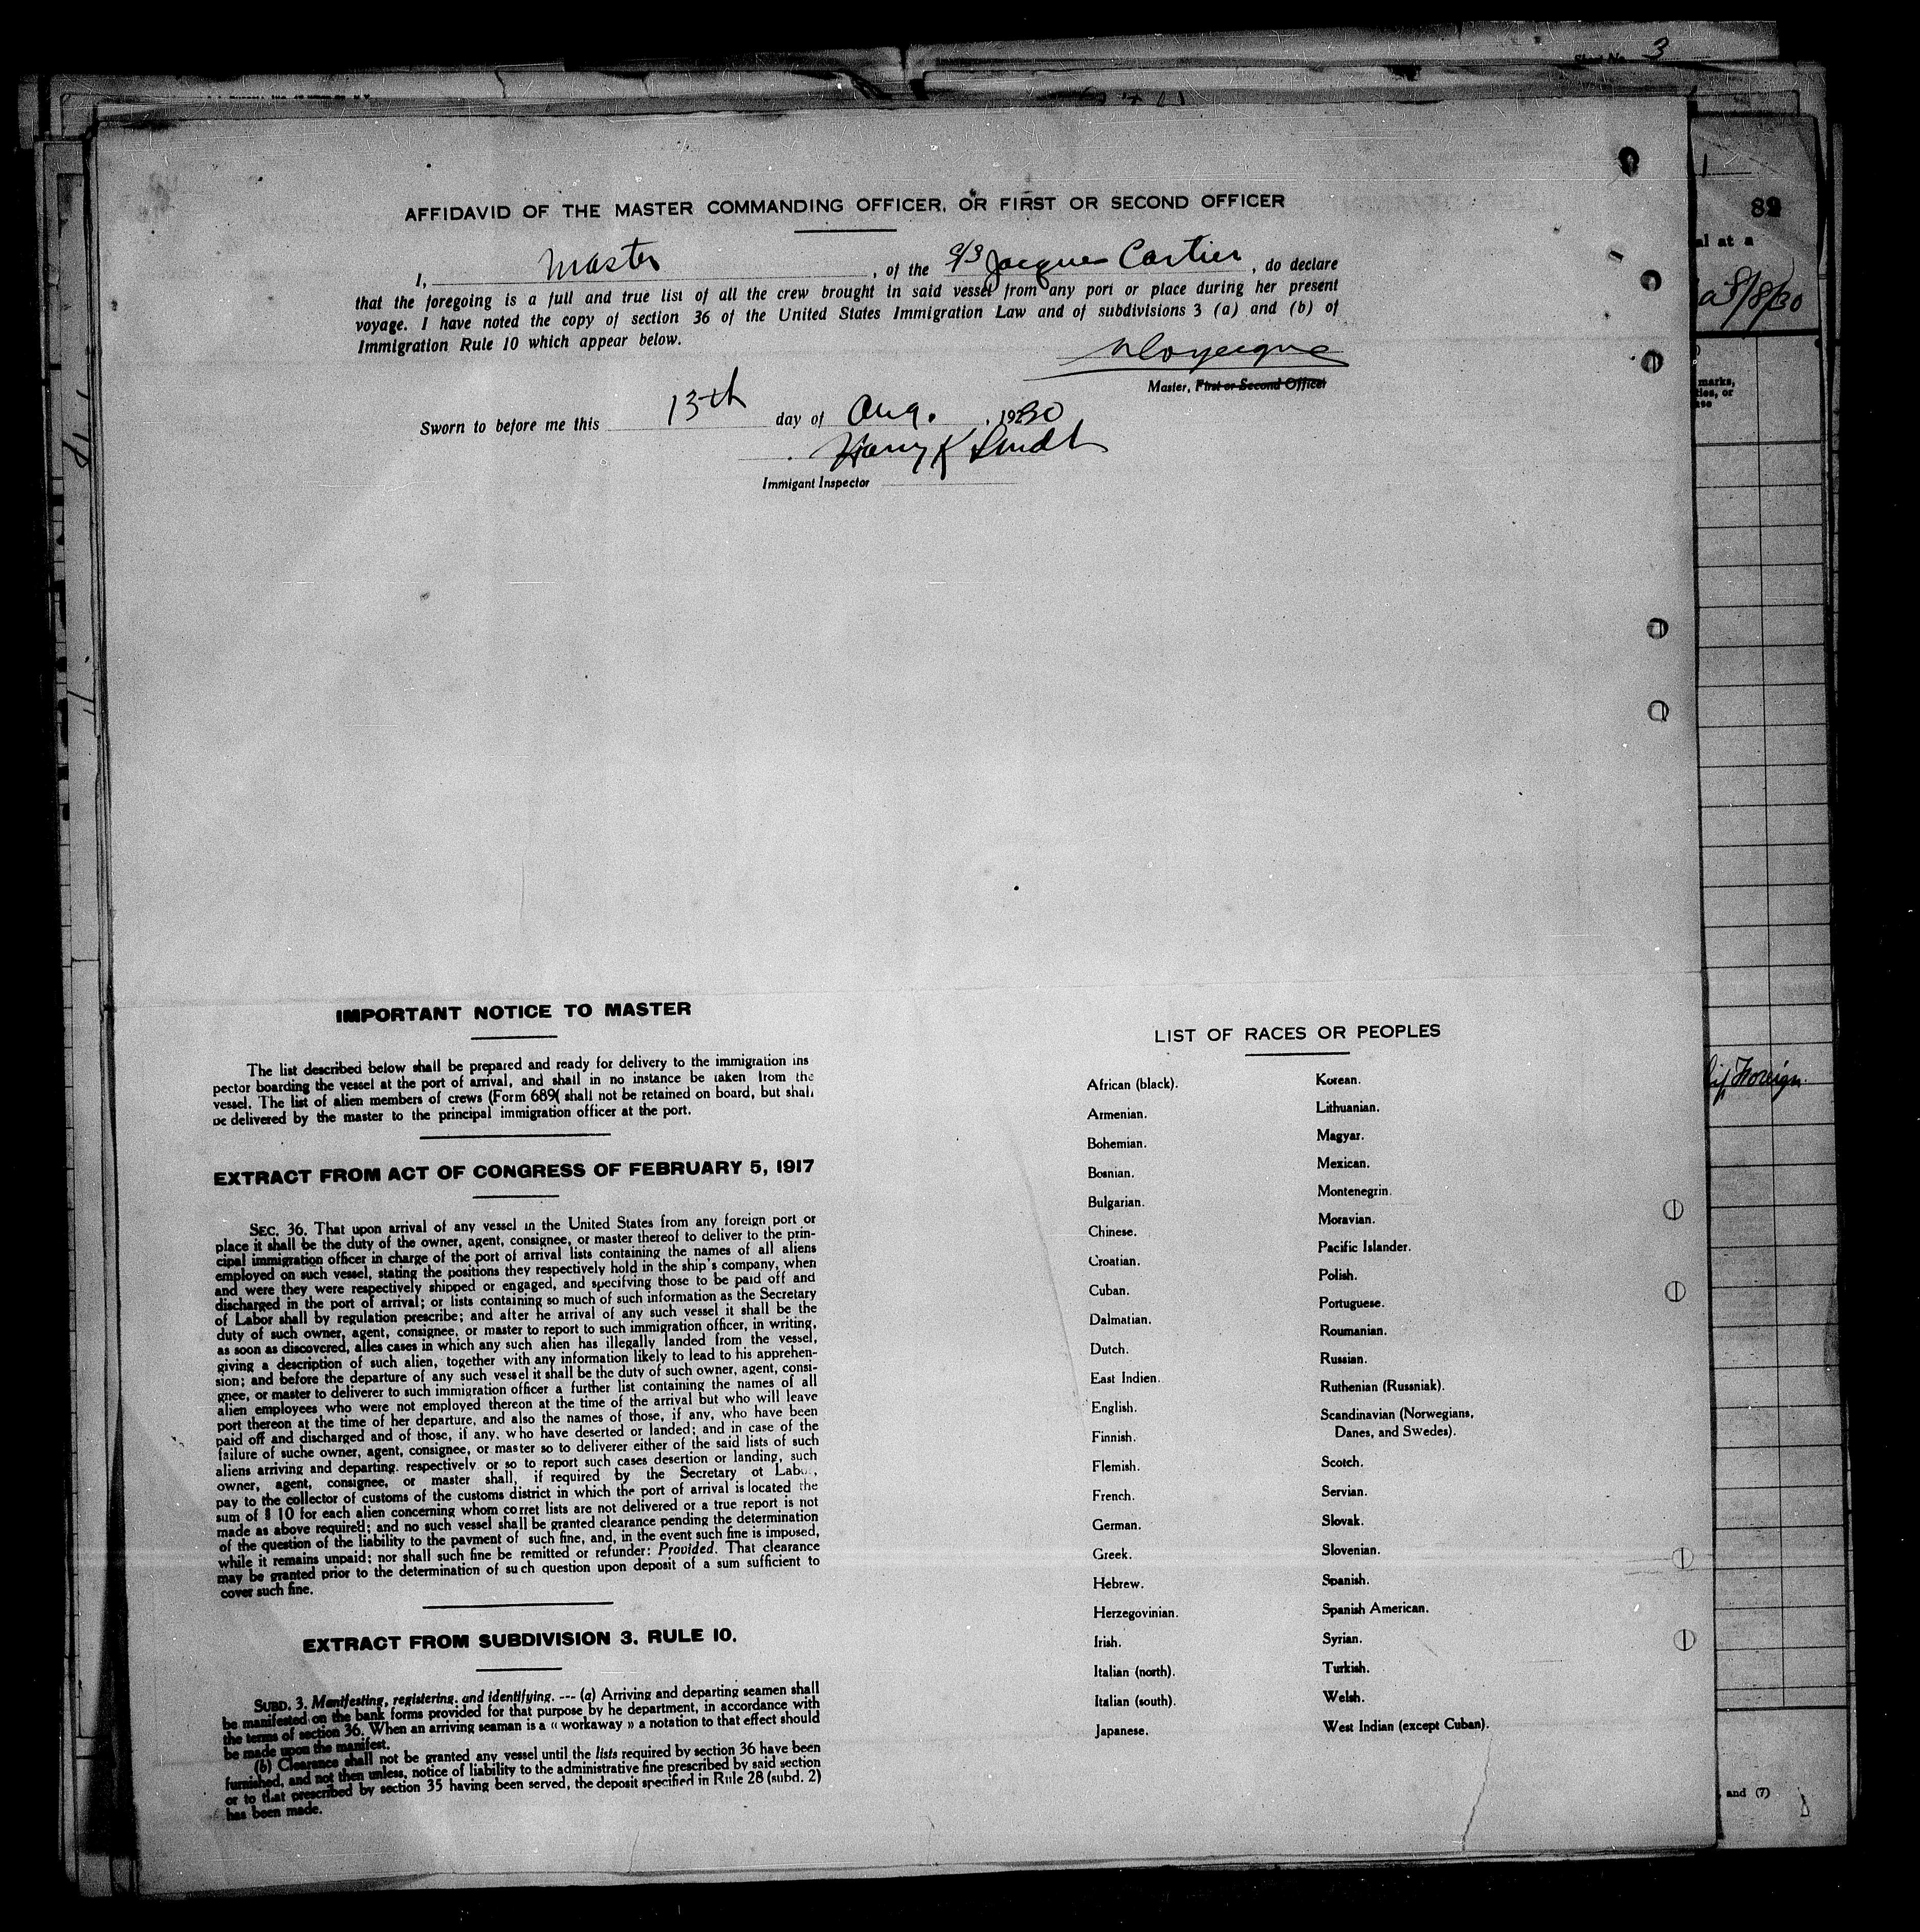 3
AFFIDAVID OF THE MASTER COMMANDING OFFICER, OR FIRST OR SECOND OFFICER
I, Master, of the S/S Jacques Cartier, do declare
that the foregoing is a full and true list of all the crew brought in said vessel from any port or place during her present
voyage. I have noted the copy of section 36 of the United States Immigration Law and of subdivisions 3 (a) and (b) of
Immigration Rule 10 which appear below.
Master, First or Second Officer
Sworn to before me this 13th day of Aug. , 1930
Harry K
Immigant Inspector
IMPORTANT NOTICE TO MASTER
The list described below shall be prepared and ready for delivery to the immigration ins
pector boarding the vessel at the port of arrival, and shall in no instance be taken from the
vessel. The list of alien members of crews (Form 689( shall not be retained on board, but shall
be delivered by the master to the principal immigration officer at the port.
EXTRACT FROM ACT OF CONGRESS OF FEBRUARY 5, 1917
SEC. 36. That upon arrival of any vessel in the United States from any foreign port or
place it shall be the duty of the owner, agent, consignee, or master thereof to deliver to the prin-
cipal immigration officer in charge of the port of arrival lists containing the names of all aliens
employed on such vessel, stating the positions they respectively hold in the ship's company, when
and were they were respectively shipped or engaged, and specifying those to be paid off and
discharged in the port of arrival; or lists containing so much of such information as the Secretary
of Labor shall by regulation prescribe; and after he arrival of any such vessel it shall be the
duty of such owner, agent, consignee, or master to report to such immigration officer, in writing,
as soon as discovered, alles cases in which any such alien has illegally landed from the vessel,
giving a description of such alien, together with any information likely to lead to his apprehen-
sion; and before the departure of any such vessel it shall be the duty of such owner, agent, consi-
gnee, or master to deliverer to such immigration officer a further list containing the names of all
alien employees who were not employed thereon at the time of the arrival but who will leave
port thereon at the time of her departure, and also the names of those, if any, who have been
paid off and discharged and of those, if any, who have deserted or landed; and in case of the
failure of suche owner, agent, consignee, or master so to deliverer either of the said lists of such
aliens arriving and departing. respectively or so to report such cases desertion or landing, such
owner, agent, consignee, or master shall, if required by the Secretary of Labor,
pay to the collector of customs of the customs district in which the port of arrival is located the
sum of $ 10 for each alien concerning whom corret lists are not delivered or a true report is not
made as above required; and no such vessel shall be granted clearance pending the determination
of the question of the liability to the payment of such fine, and, in the event such fine is imposed,
while it remains unpaid; nor shall such fine be remitted or refunder: Provided. That clearance
may be granted prior to the determination of such question upon deposit of a sum sufficient to
cover such fine.
EXTRACT FROM SUBDIVISION 3, RULE 10.
SUBD. 3. Manifesting, registering, and identifying. --- (a) Arriving and departing seamen shall
be manifested on the bank forms provided for that purpose by he department, in accordance with
the terms of section 36. When an arriving seaman is a « workaway » a notation to that effect should
be made upon the manifest.
(b) Clearance shall not be granted any vessel until the lists required by section 36 have been
furnished, and not then unless, notice of liability to the administrative fine prescribed by said section
or to that prescribed by section 35 having been served, the deposit specified in Rule 28 (subd. 2)
has been made.
LIST OF RACES OR PEOPLES
African (black).
Armenian.
Bohemian.
Bosnian.
Bulgarian.
Chinese.
Croatian.
Cuban.
Dalmatian.
Dutch.
East Indien.
English.
Finnish.
Flemish.
French.
German.
Greek.
Hebrew.
Herzegovinian.
Irish.
Italian (north).
Italian (south).
Japanese.
Korean.
Lithuanian.
Magyar.
Mexican.
Montenegrin.
Moravian.
Pacific Islander.
Polish.
Portuguese.
Roumanian.
Russian.
Ruthenian (Russniak).
Scandinavian (Norwegians,
Danes, and Swedes).
Scotch.
Servian.
Slovak.
Slovenian.
Spanish.
Spanish American.
Syrian.
Turkish.
Welsh.
West Indian (except Cuban).
al at a
8/8/30
marks,
Foreign
and (7)